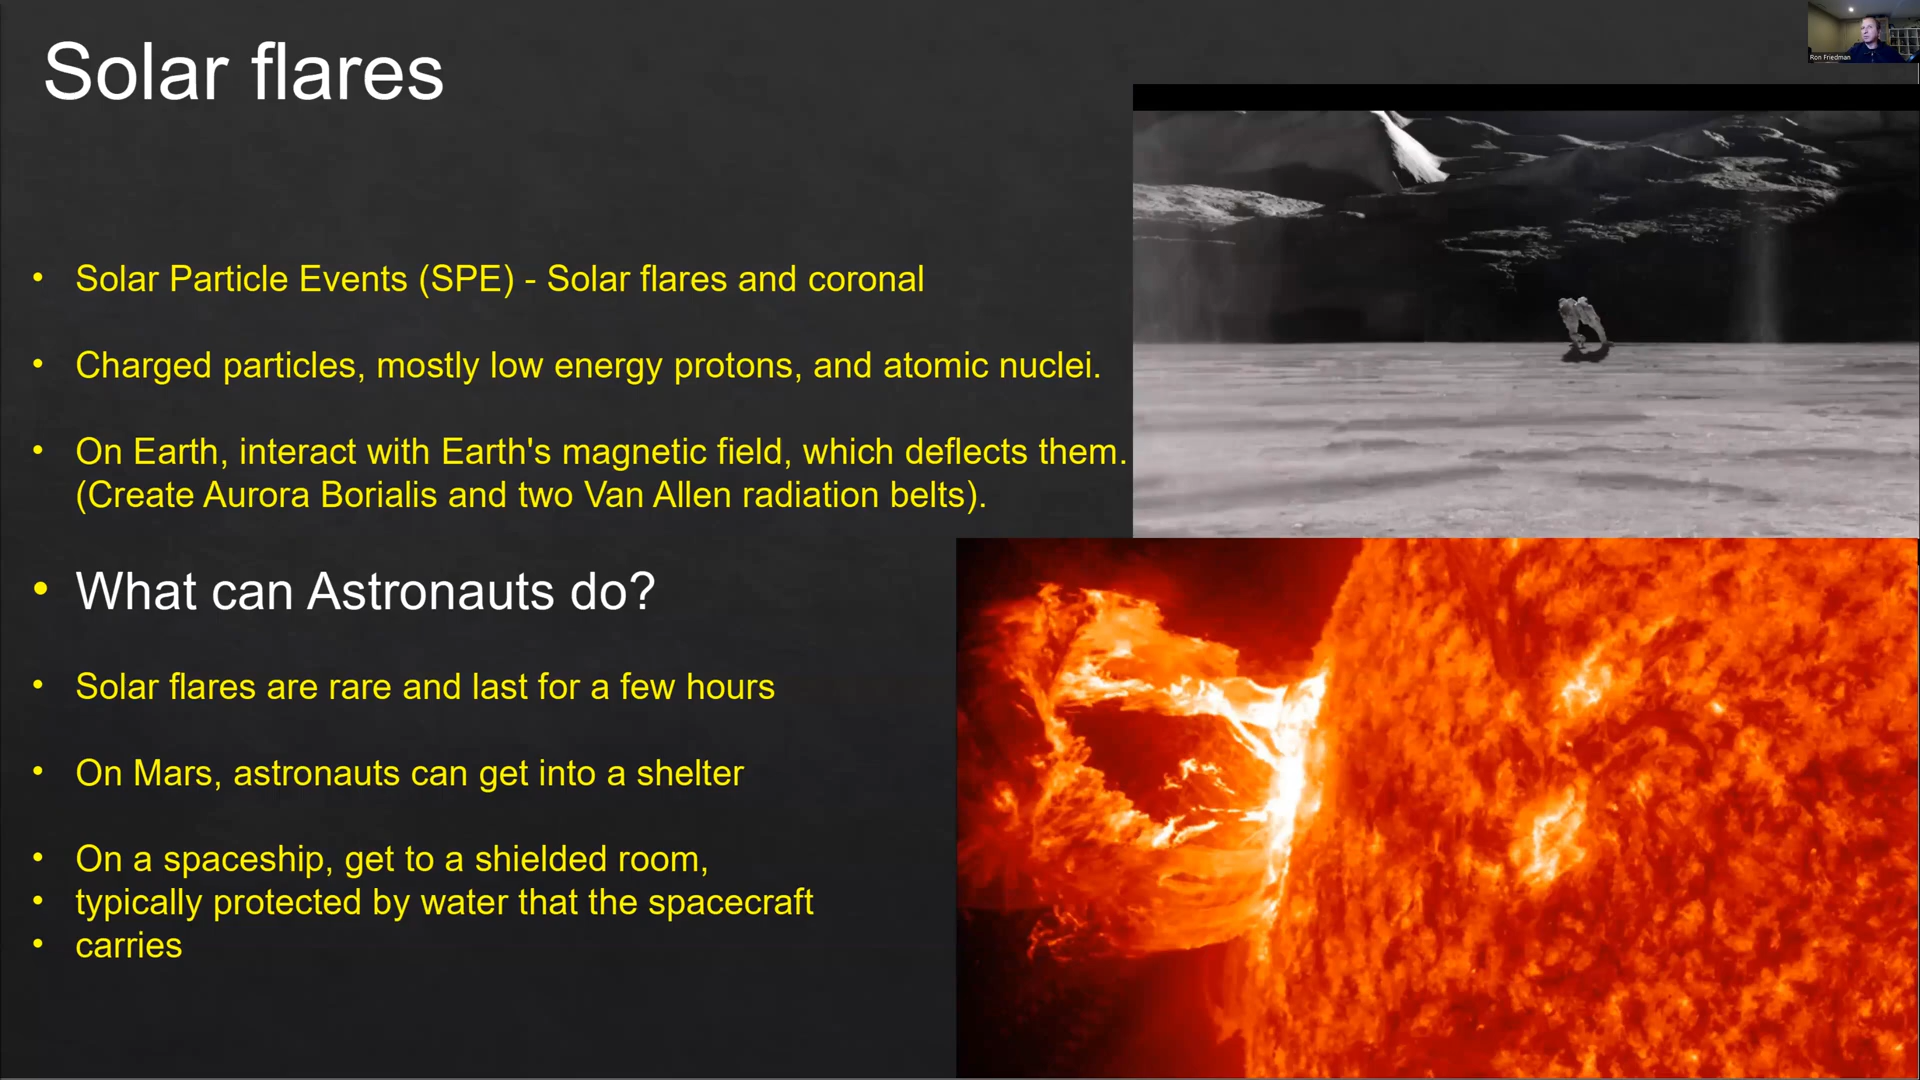 Solar flares
Ron Friedman
• Solar Particle Events (SPE) - Solar flares and coronal
• Charged particles, mostly low energy protons, and atomic nuclei.
• On Earth, interact with Earth's magnetic field, which deflects them.
(Create Aurora Borialis and two Van Allen radiation belts).
• What can Astronauts do?
• Solar flares are rare and last for a few hours
• On Mars, astronauts can get into a shelter
• On a spaceship, get to a shielded room,
• typically protected by water that the spacecraft
• carries